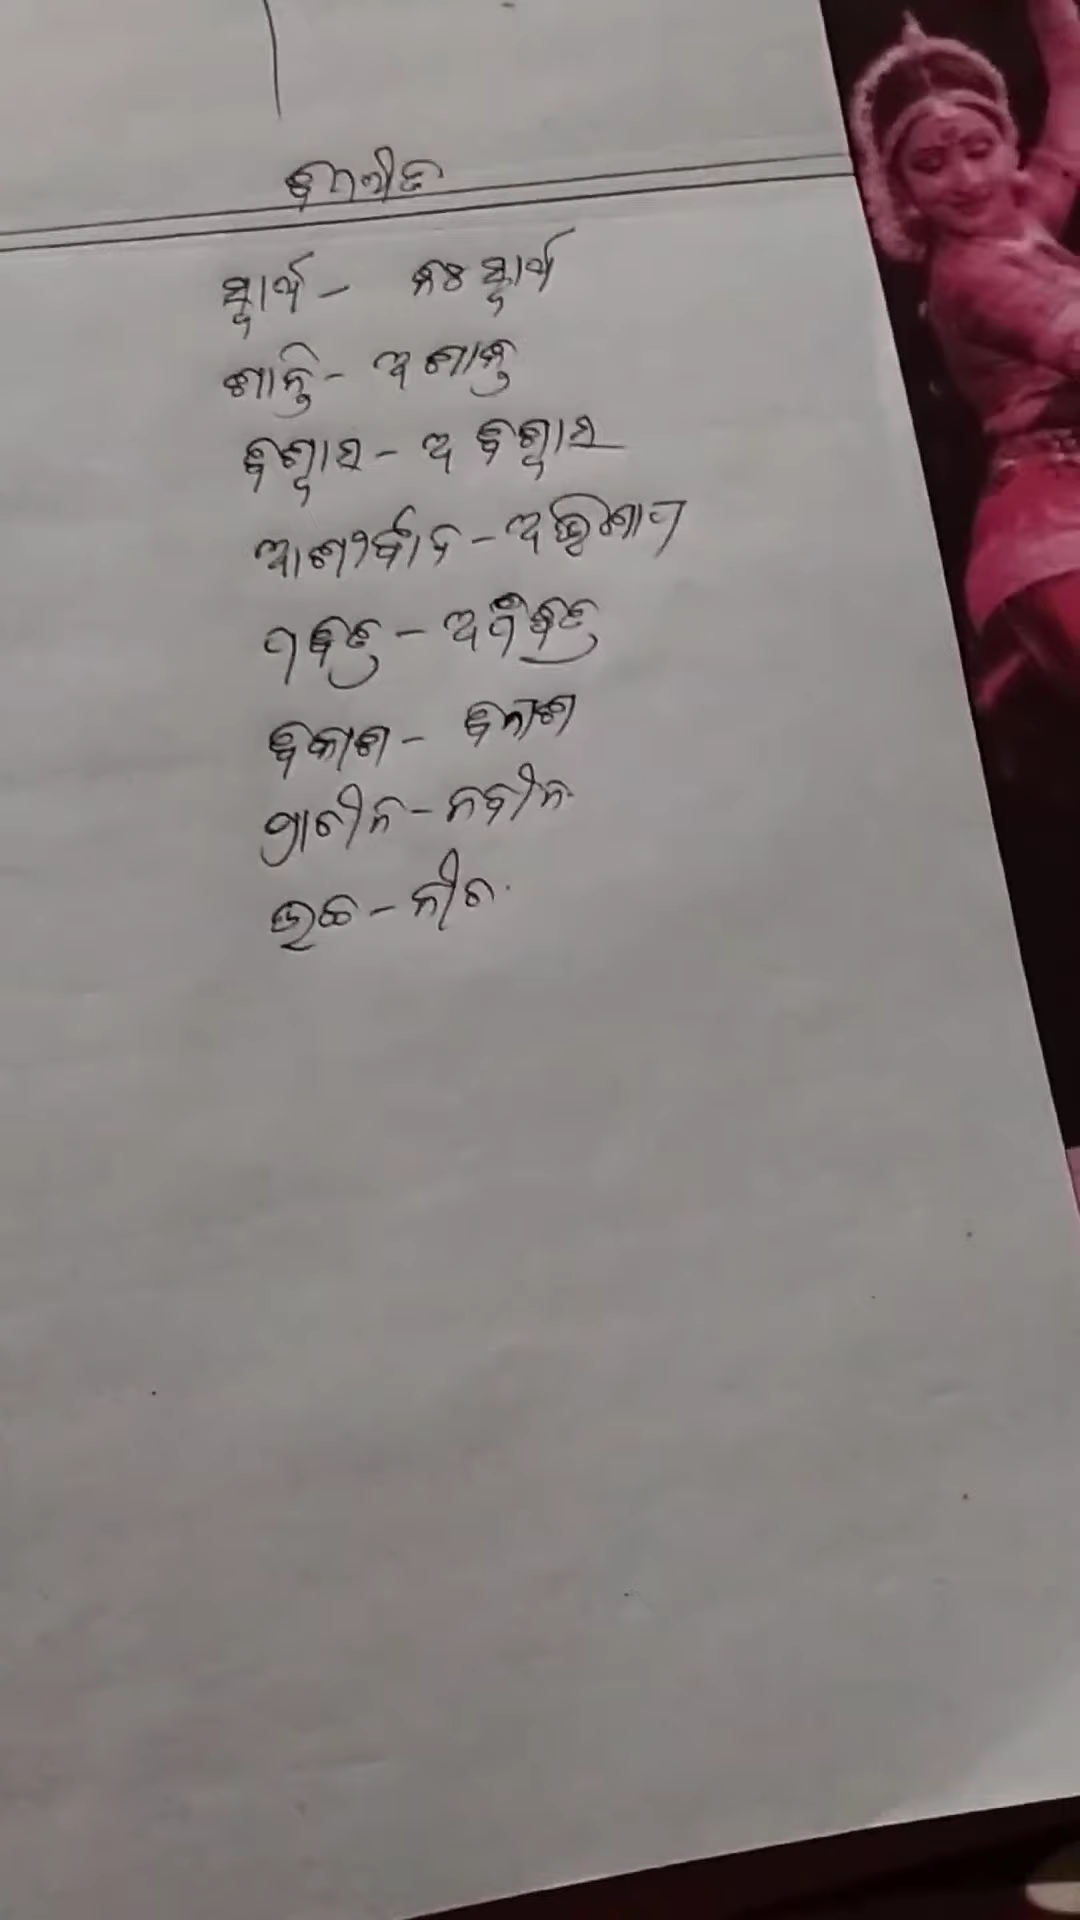 ବିପରୀତ
ସ୍ୱାର୍ଥ - ନିଃସ୍ୱାର୍ଥ
ଶାନ୍ତି - ଅଶାନ୍ତି
ବିଶ୍ୱାସ - ଅବିଶ୍ୱାସ
ଆଶୀର୍ବାଦ - ଅଭିଶାପ
ପବିତ୍ର - ଅପବିତ୍ର
ବିକାଶ - ବିନାଶ
ପ୍ରାଚୀନ - ନବୀନ
ଉଚ୍ଚ - ନୀଚ